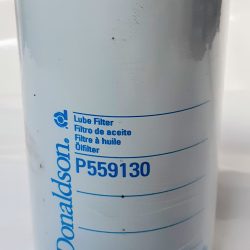 Donaldson.
Lube Filter
Filtro de aceite
Filtre à huile
Ölfilter
P559130